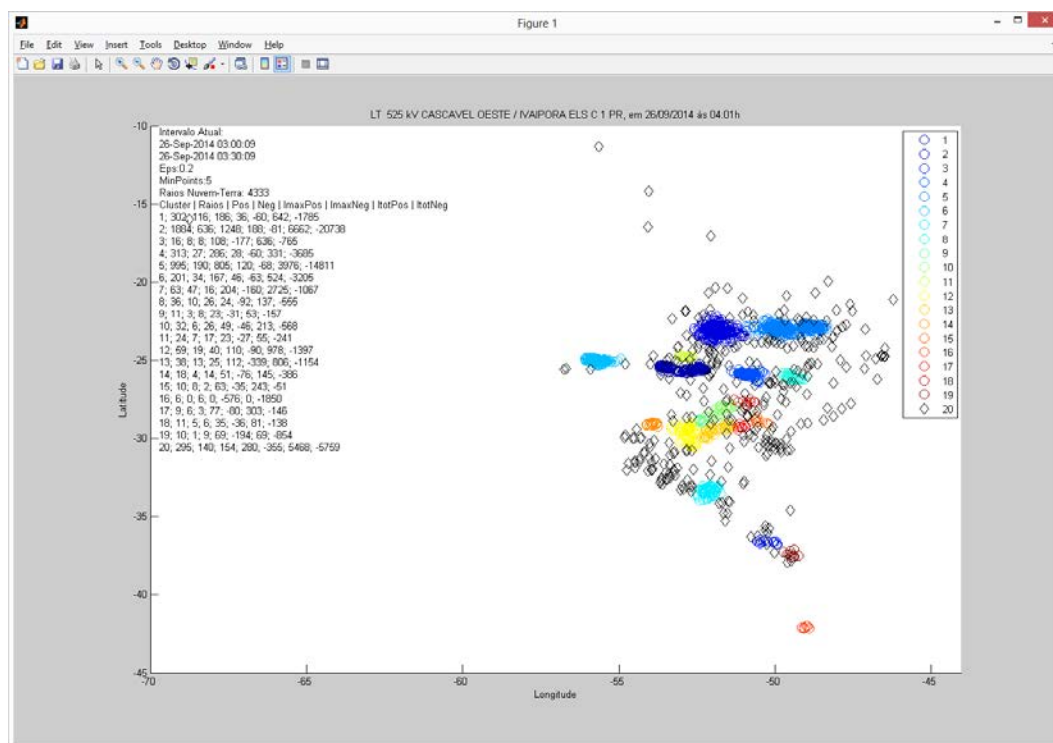 Figure 1
File Edit View Insert Tools Desktop Window Help
LT 525 kV CASCAVEL OESTE / IVAIPORA ELS C 1 PR, em 26/09/2014 ás 04:01h
Intervalo Atual:
26-Sep-2014 03:00:09
26-Sep-2014 03:30:09
Eps:0.2
MinPoints:5
Raios Nuvem-Terra: 4333
Cluster | Raios | Pos | Neg | ImaxPos | ImaxNeg | ItotPos | ItotNeg
1; 302; 116; 186; 36; -60; 642; -1785
2; 1884; 636; 1248; 188; -81; 6662; -20738
3; 16; 8; 8; 108; -177; 636; -765
4; 313; 27; 286; 28; -60; 331; -3685
5; 995; 190; 805; 120; -68; 3976; -14811
6; 201; 34; 167; 46; -63; 524; -3205
7; 63; 47; 16; 204; -160; 2725; -1067
8; 36; 10; 26; 24; -92; 137; -555
9; 11; 3; 8; 23; -31; 53; -157
10; 32; 6; 26; 49; -46; 213; -568
11; 24; 7; 17; 23; -27; 55; -241
12; 59; 19; 40; 110; -90; 978; -1397
13; 38; 13; 25; 112; -339; 806; -1154
14; 18; 4; 14; 51; -76; 145; -386
15; 10; 8; 2; 63; -35; 243; -51
16; 6; 0; 6; 0; -576; 0; -1850
17; 9; 6; 3; 77; -80; 303; -146
18; 11; 5; 6; 35; -36; 81; -138
19; 10; 1; 9; 69; -194; 69; -854
20; 295; 140; 154; 280; -355; 5468; -5759
1
2
3
4
5
6
7
8
9
10
11
12
13
14
15
16
17
18
19
20
-10
-15
-20
-25
-30
-35
-40
-45
Latitude
-70
-65
-60
-55
-50
-45
Longitude